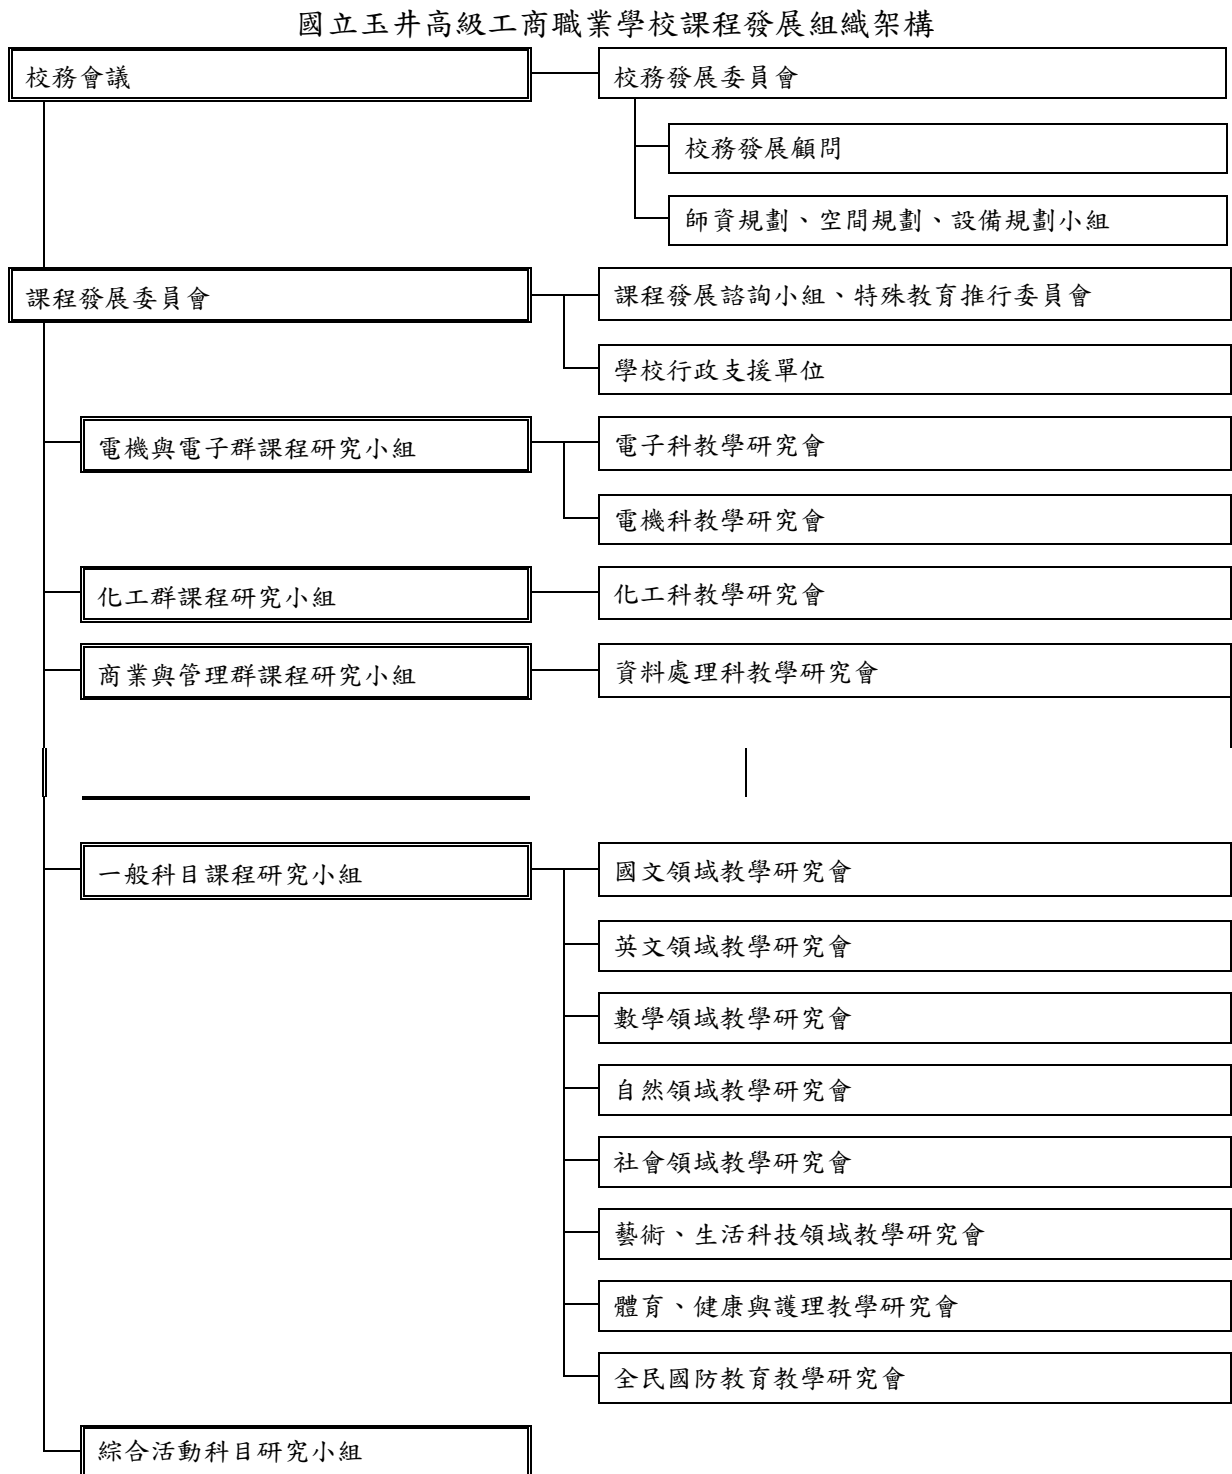 國立玉井高級工商職業學校課程發展組織架構
校務會議
校務發展委員會
校務發展顧問
師資規劃、空間規劃、設備規劃小組
課程發展委員會
課程發展諮詢小組、特殊教育推行委員會
學校行政支援單位
電機與電子群課程研究小組
電子科教學研究會
電機科教學研究會
化工群課程研究小組
化工科教學研究會
商業與管理群課程研究小組
資料處理科教學研究會
一般科目課程研究小組
國文領域教學研究會
英文領域教學研究會
數學領域教學研究會
自然領域教學研究會
社會領域教學研究會
藝術、生活科技領域教學研究會
體育、健康與護理教學研究會
全民國防教育教學研究會
綜合活動科目研究小組